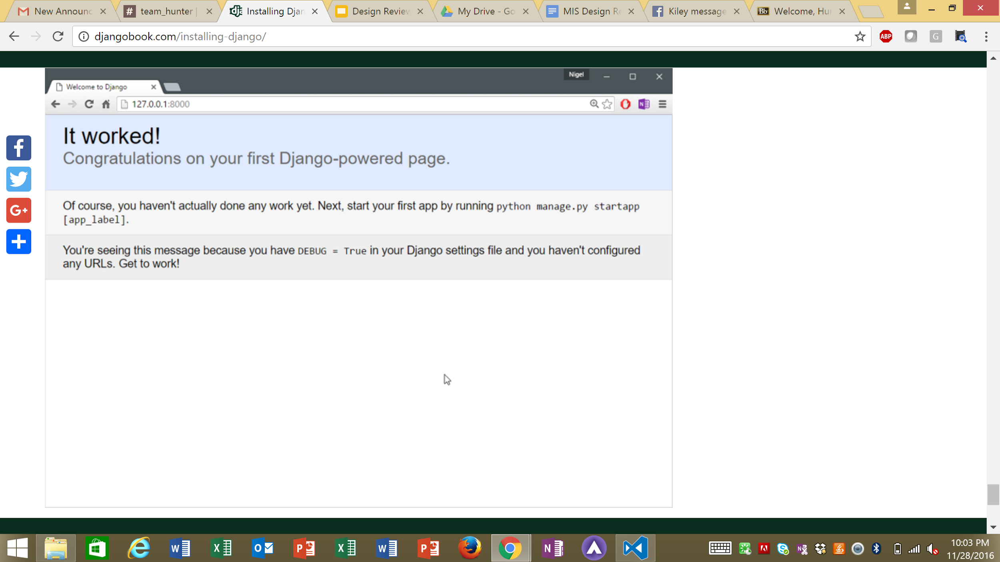 New Announc
team_hunter |
Installing Djan
Design Review
My Drive - Go
MIS Design Re
Kiley message
Bb Welcome, Hun
djangobook.com/installing-django/
ABP
G
Nigel
Welcome to Django
127.0.0.1:8000
It worked!
Congratulations on your first Django-powered page.
Of course, you haven't actually done any work yet. Next, start your first app by running python manage.py startapp
[app_label].
You're seeing this message because you have DEBUG = True in your Django settings file and you haven't configured
any URLs. Get to work!
10:03 PM
11/28/2016